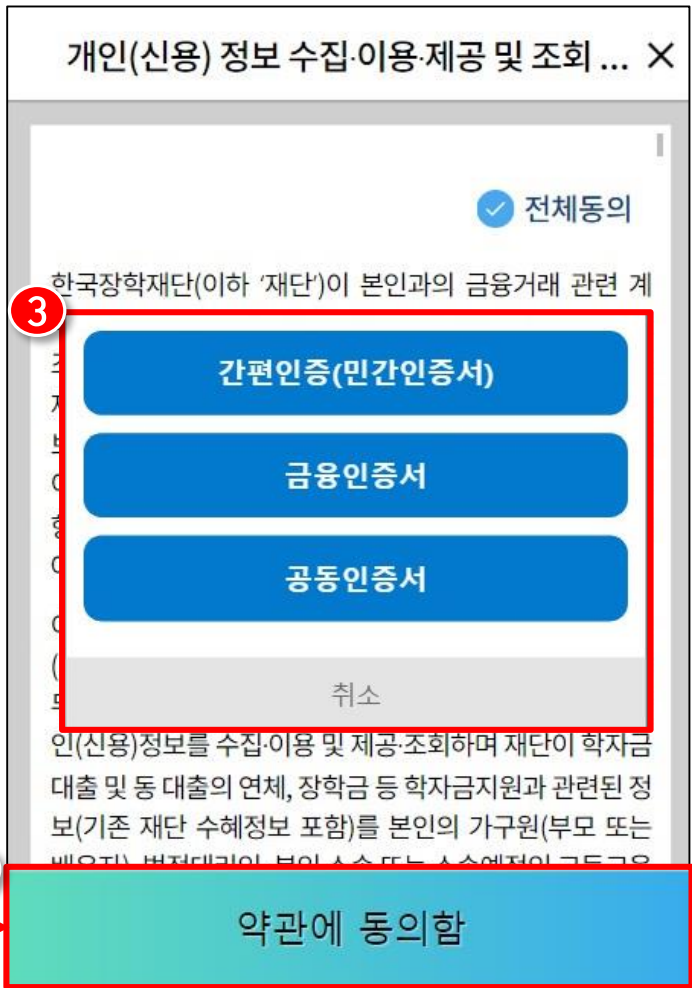 개인(신용) 정보 수집·이용·제공 및 조회 ... ×
전체동의
한국장학재단(이하 '재단')이 본인과의 금융거래 관련 계
3
간편인증(민간인증서)
금융인증서
공동인증서
취소
인(신용)정보를 수집·이용 및 제공·조회하며 재단이 학자금
대출 및 동 대출의 연체, 장학금 등 학자금지원과 관련된 정
보(기존 재단 수혜정보 포함)를 본인의 가구원(부모 또는
약관에 동의함